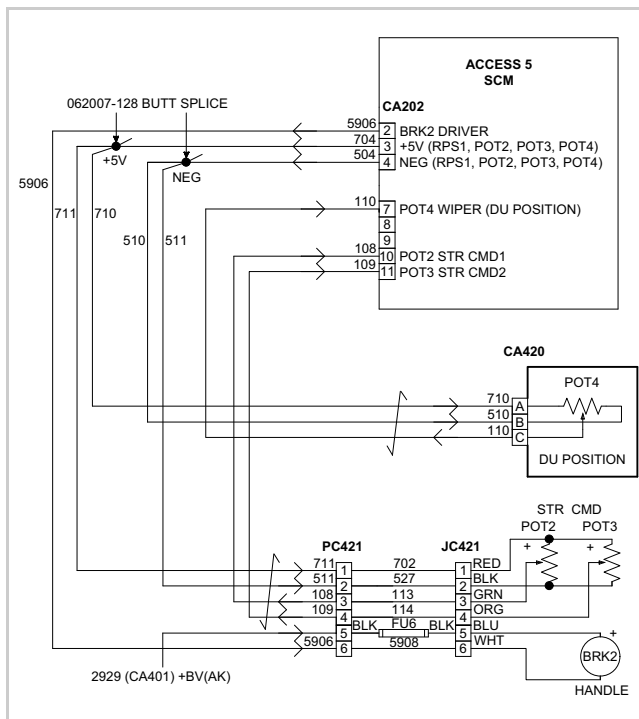 ACCESS 5
SCM
CA202
062007-128 BUTT SPLICE
5906 2 BRK2 DRIVER
704 3 +5V (RPS1, POT2, POT3, POT4)
504 4 NEG (RPS1, POT2, POT3, POT4)
+5V
NEG
5906
711 710
510 511
110 7 POT4 WIPER (DU POSITION)
8
9
108 10 POT2 STR CMD1
109 11 POT3 STR CMD2
CA420
POT4
710 A
510 B
110 C
DU POSITION
STR CMD
POT2 POT3
PC421 JC421
+ +
711 1 702 1 RED
511 2 527 2 BLK
108 3 113 3 GRN
109 4 114 4 ORG
5 BLK FU6 BLK 5 BLU
5906 6 5908 6 WHT
+
BRK2
2929 (CA401) +BV(AK)
HANDLE